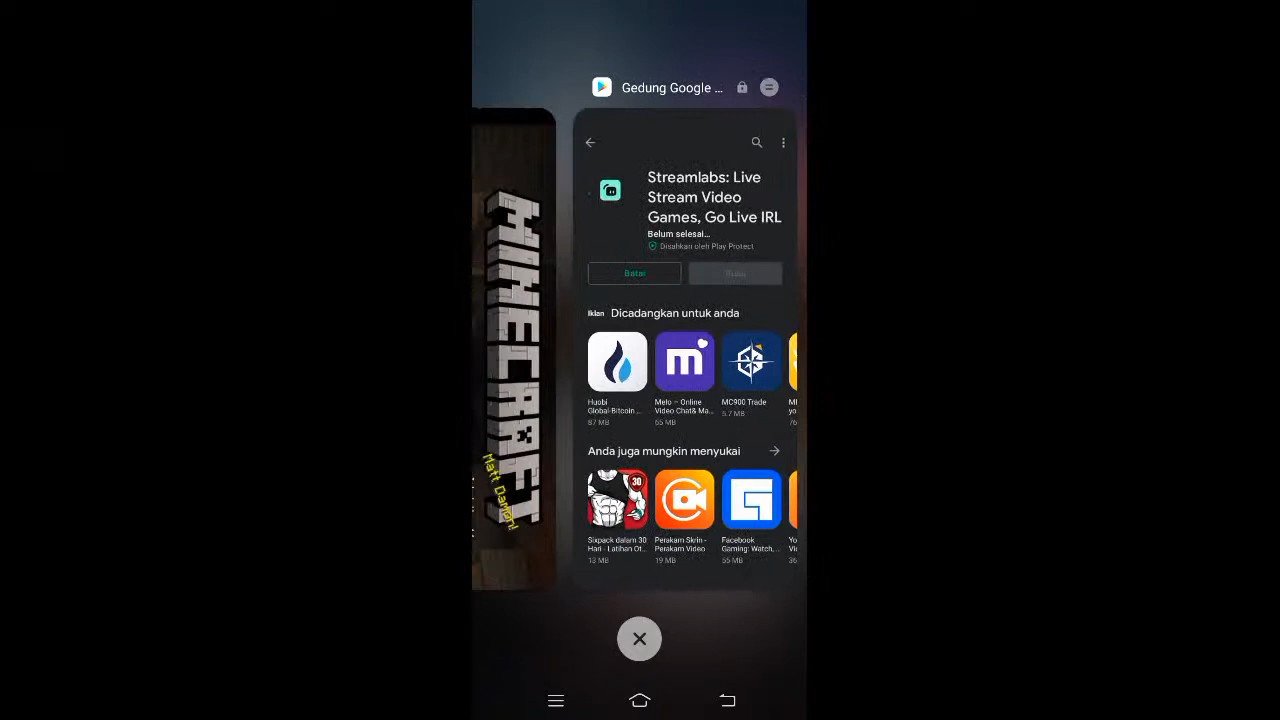 Gedung Google ...
MINECRAFT
Matt Damon!
Streamlabs: Live
Stream Video
Games, Go Live IRL
Belum selesai...
Disahkan oleh Play Protect
Batal
Buka
Iklan Dicadangkan untuk anda
Huobi
Global-Bitcoin ...
87 MB
Melo – Online
Video Chat& Ma...
55 MB
MC900 Trade
5.7 MB
Anda juga mungkin menyukai
30
Sixpack dalam 30
Hari - Latihan Ot...
13 MB
Perakam Skrin -
Perakam Video
19 MB
Facebook
Gaming: Watch,...
55 MB